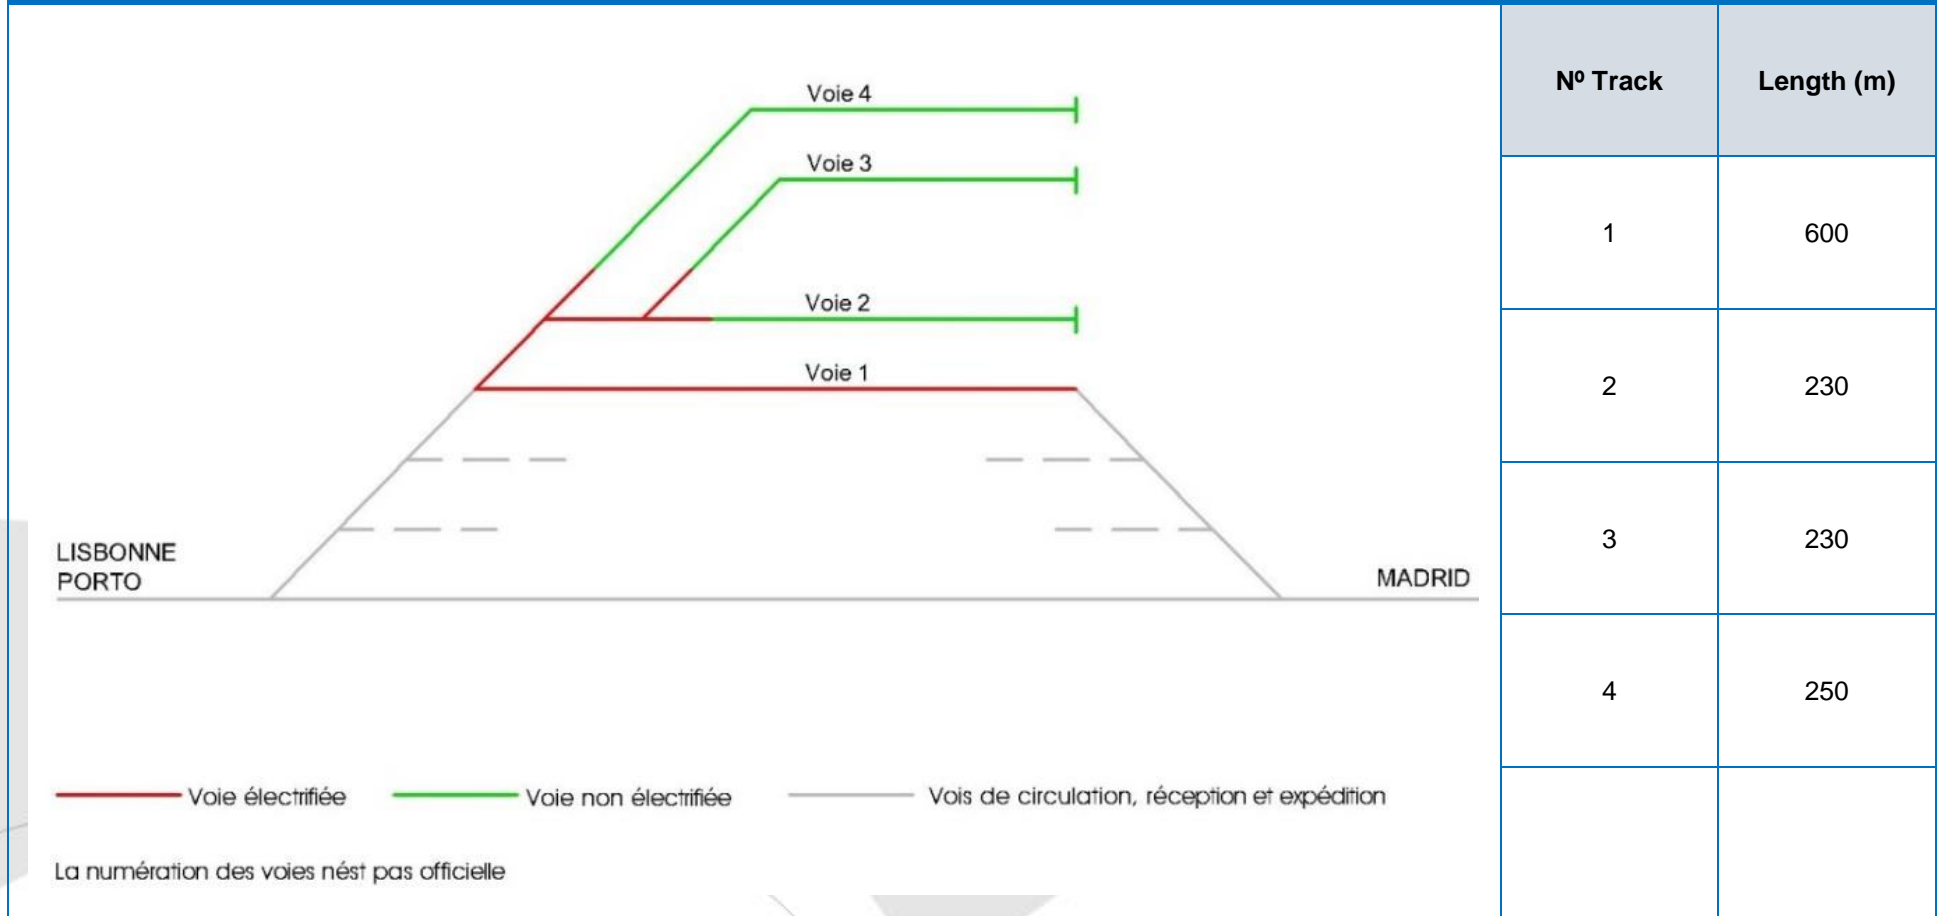 Voie 4
Voie 3
Voie 2
Voie 1
LISBONNE
PORTO
MADRID
Voie électrifiée
Voie non électrifiée
Vois de circulation, réception et expédition
La numération des voies nést pas officielle
Nº Track Length (m)
1 600
2 230
3 230
4 250